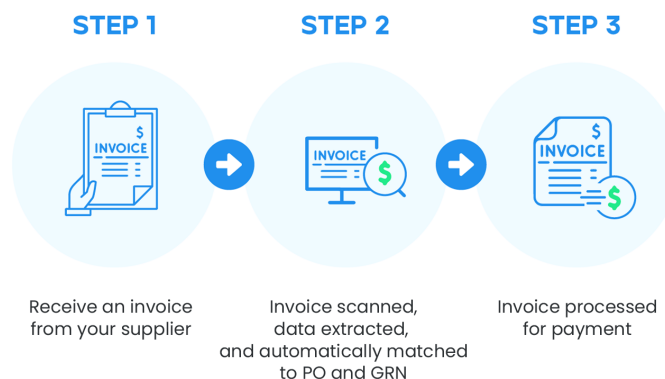 STEP 1
STEP 2
STEP 3
$
INVOICE
INVOICE
$
$
INVOICE
$
Receive an invoice
from your supplier
Invoice scanned,
data extracted,
and automatically matched
to PO and GRN
Invoice processed
for payment